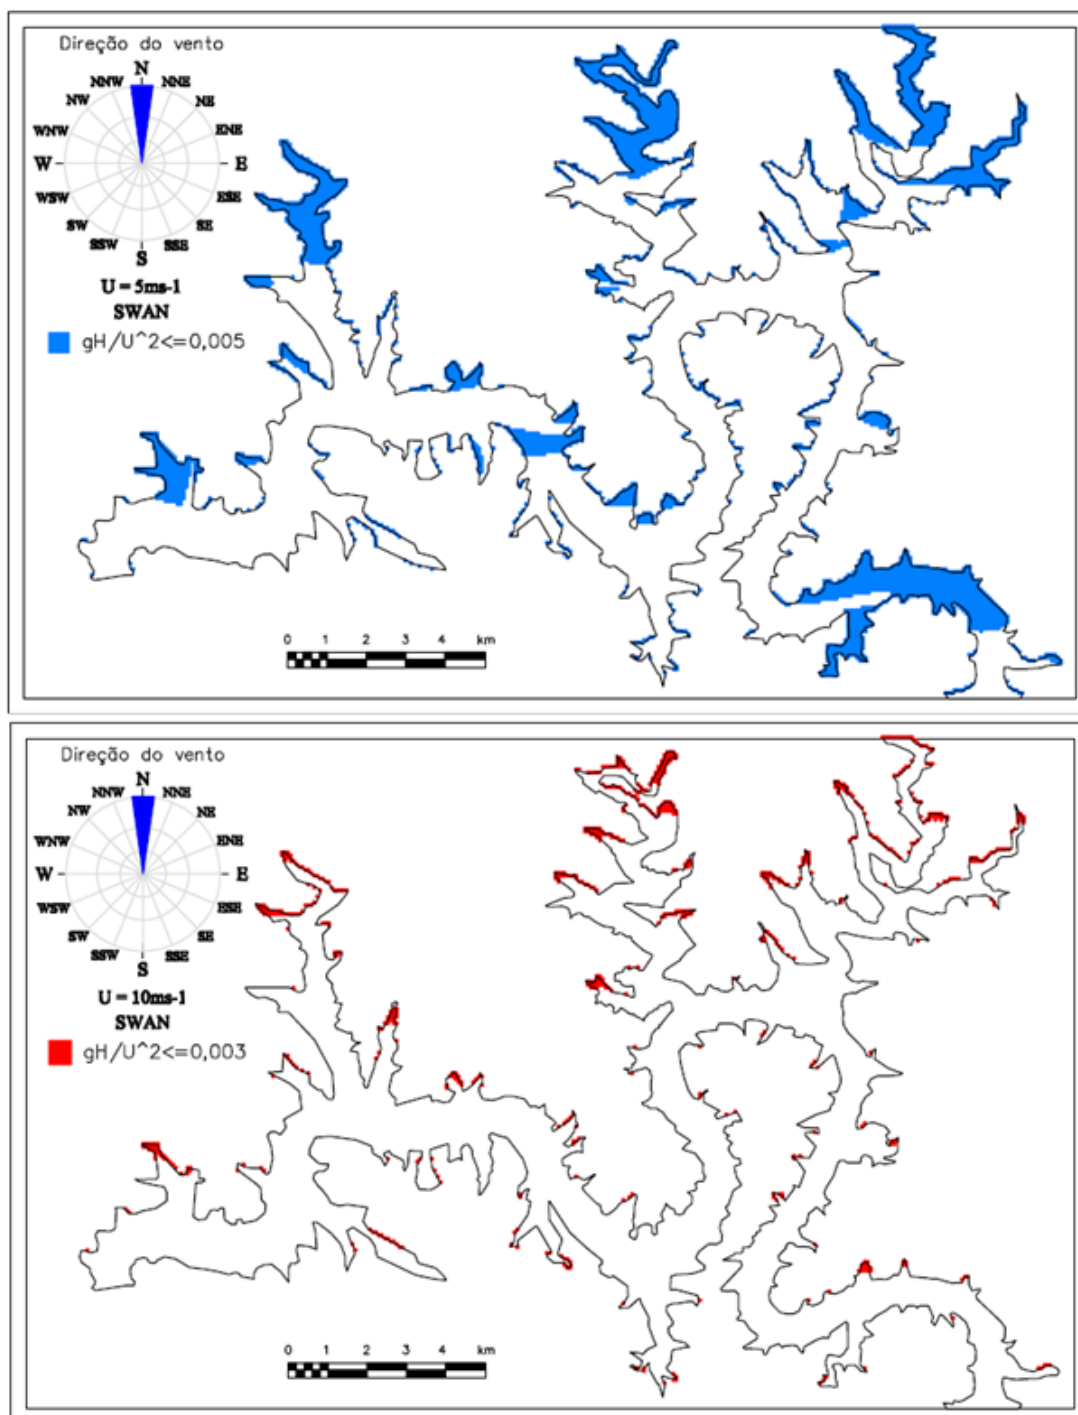 Direção do vento
N
NNW NNE
NW NE
WNW ENE
W E
WSW ESE
SW SE
SSW SSE
S
U = 5ms-1
SWAN
gH/U^2<=0,005
0 1 2 3 4 km
Direção do vento
N
NNW NNE
NW NE
WNW ENE
W E
WSW ESE
SW SE
SSW SSE
S
U = 10ms-1
SWAN
gH/U^2<=0,003
0 1 2 3 4 km